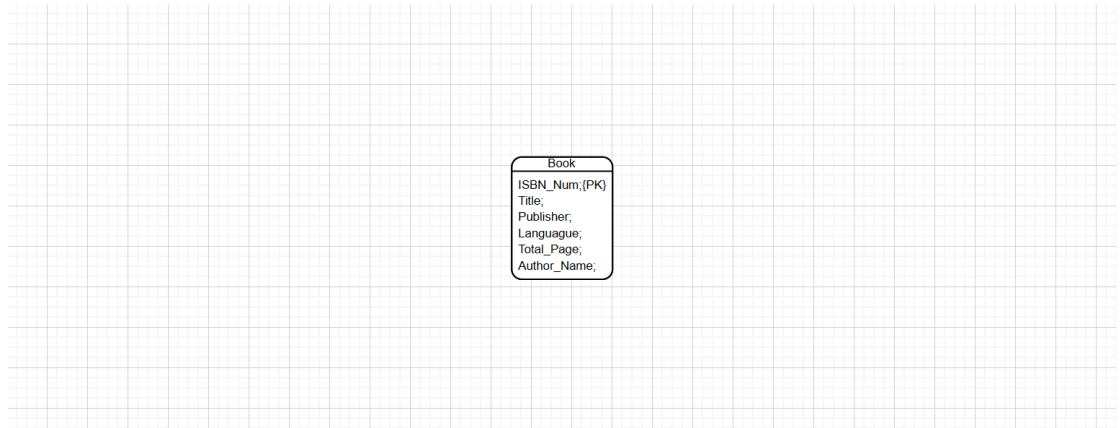 Book
ISBN_Num;{PK}
Title;
Publisher;
Languague;
Total_Page;
Author_Name;